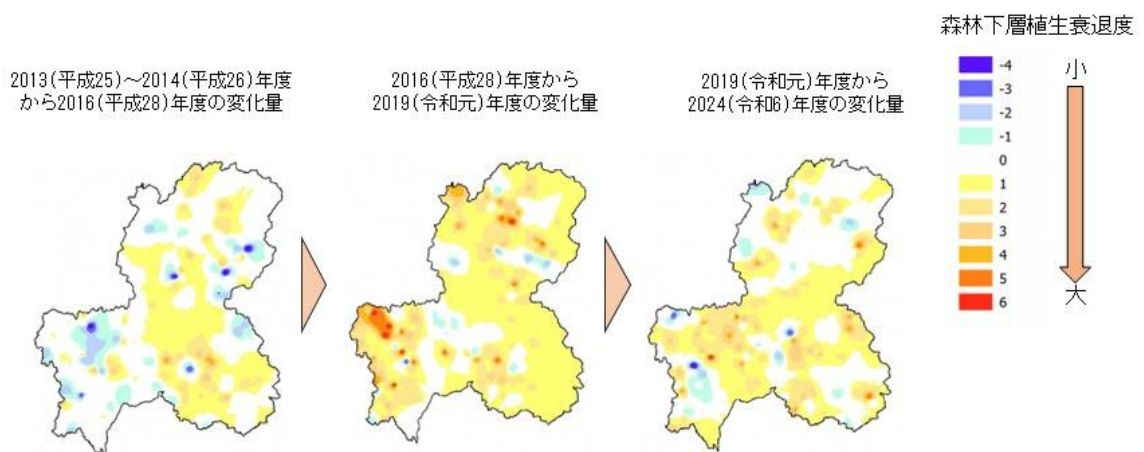 森林下層植生衰退度
2013(平成25)～2014(平成26)年度
から2016(平成28)年度の変化量
2016(平成28)年度から
2019(令和元)年度の変化量
2019(令和元)年度から
2024(令和6)年度の変化量
-4
-3
-2
-1
0
1
2
3
4
5
6
小
大